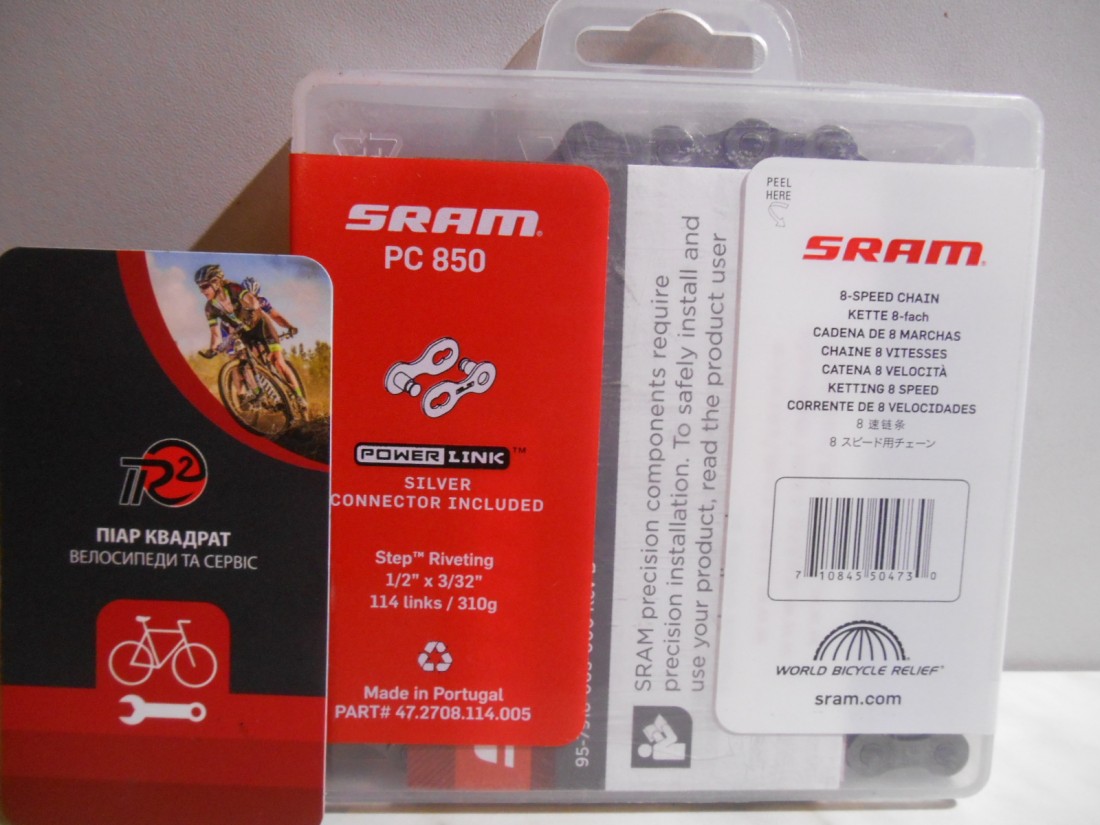 SRAM
PC 850
POWER LINK™
SILVER
CONNECTOR INCLUDED
Step™ Riveting
1/2" x 3/32"
114 links / 310g
Made in Portugal
PART# 47.2708.114.005
R2
ПІАР КВАДРАТ
ВЕЛОСИПЕДИ ТА СЕРВІС
SRAM precision components require
precision installation. To safely install and
use your product, read the product user
PEEL
HERE
SRAM
8-SPEED CHAIN
KETTE 8-fach
CADENA DE 8 MARCHAS
CHAINE 8 VITESSES
CATENA 8 VELOCITÀ
KETTING 8 SPEED
CORRENTE DE 8 VELOCIDADES
8 速链条
8 スピード用チェーン
7 10845 50473 0
WORLD BICYCLE RELIEF
sram.com